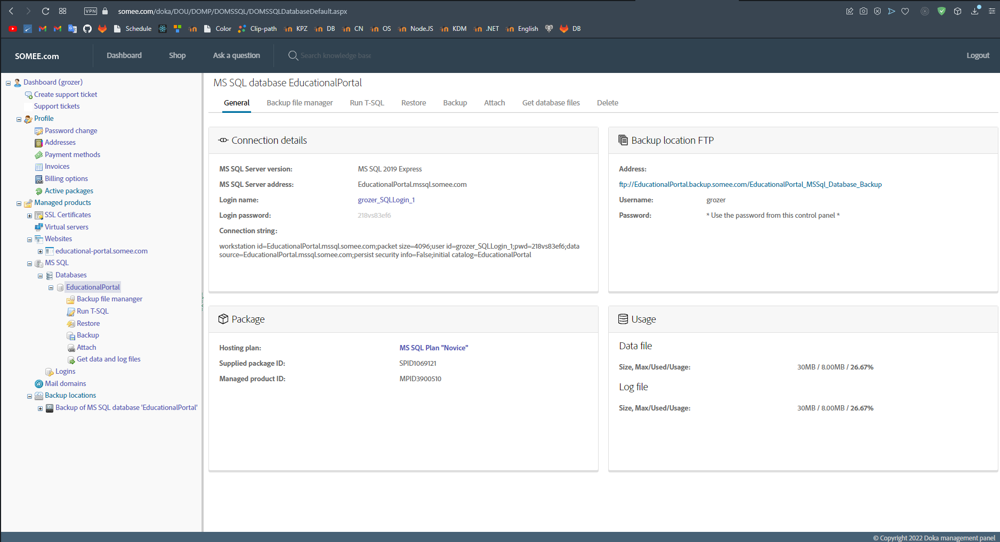 VPN somee.com/doka/DOU/DOMP/DOMSSQL/DOMSSQLDatabaseDefault.aspx
Schedule Color Clip-path KPZ DB CN OS Node.JS KDM .NET English DB
SOMEE.com Dashboard Shop Ask a question Search knowledge base Logout
Dashboard (grozer)
Create support ticket
Support tickets
Profile
Password change
Addresses
Payment methods
Invoices
Billing options
Active packages
Managed products
SSL Certificates
Virtual servers
Websites
educational-portal.somee.com
MS SQL
Databases
EducationalPortal
Backup file mananger
Run T-SQL
Restore
Backup
Attach
Get data and log files
Logins
Mail domains
Backup locations
Backup of MS SQL database 'EducationalPortal'
MS SQL database EducationalPortal
General Backup file manager Run T-SQL Restore Backup Attach Get database files Delete
Connection details
MS SQL Server version: MS SQL 2019 Express
MS SQL Server address: EducationalPortal.mssql.somee.com
Login name: grozer_SQLLogin_1
Login password: 218vs83ef6
Connection string:
workstation id=EducationalPortal.mssql.somee.com;packet size=4096;user id=grozer_SQLLogin_1;pwd=218vs83ef6;data
source=EducationalPortal.mssql.somee.com;persist security info=False;initial catalog=EducationalPortal
Backup location FTP
Address:
ftp://EducationalPortal.backup.somee.com/EducationalPortal_MSSql_Database_Backup
Username: grozer
Password: * Use the password from this control panel *
Package
Hosting plan: MS SQL Plan "Novice"
Supplied package ID: SPID1069121
Managed product ID: MPID3900510
Usage
Data file
Size, Max/Used/Usage: 30MB / 8.00MB / 26.67%
Log file
Size, Max/Used/Usage: 30MB / 8.00MB / 26.67%
© Copyright 2022 Doka management panel